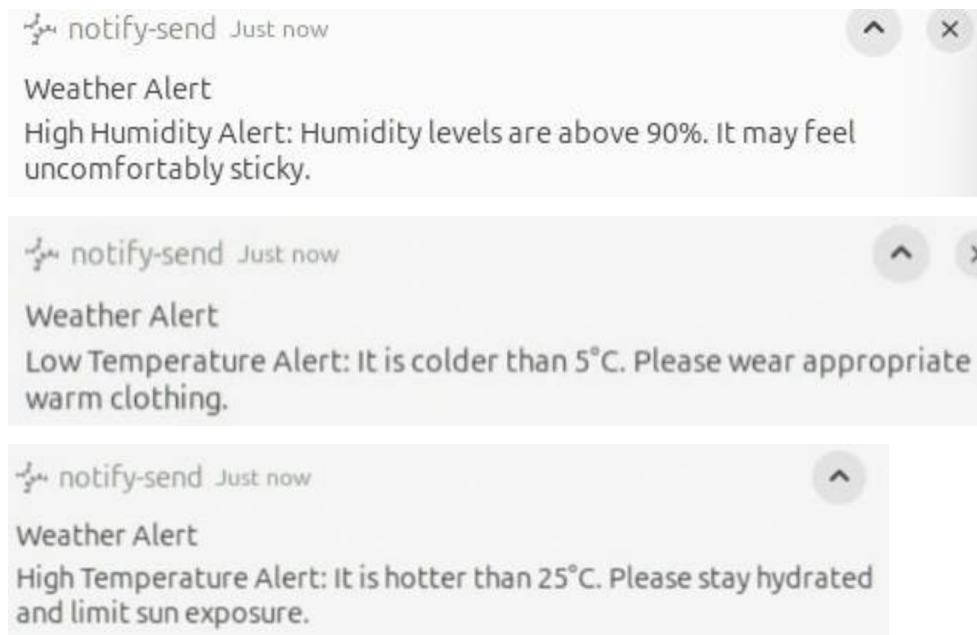 notify-send Just now
Weather Alert
High Humidity Alert: Humidity levels are above 90%. It may feel
uncomfortably sticky.
notify-send Just now
Weather Alert
Low Temperature Alert: It is colder than 5°C. Please wear appropriate
warm clothing.
notify-send Just now
Weather Alert
High Temperature Alert: It is hotter than 25°C. Please stay hydrated
and limit sun exposure.